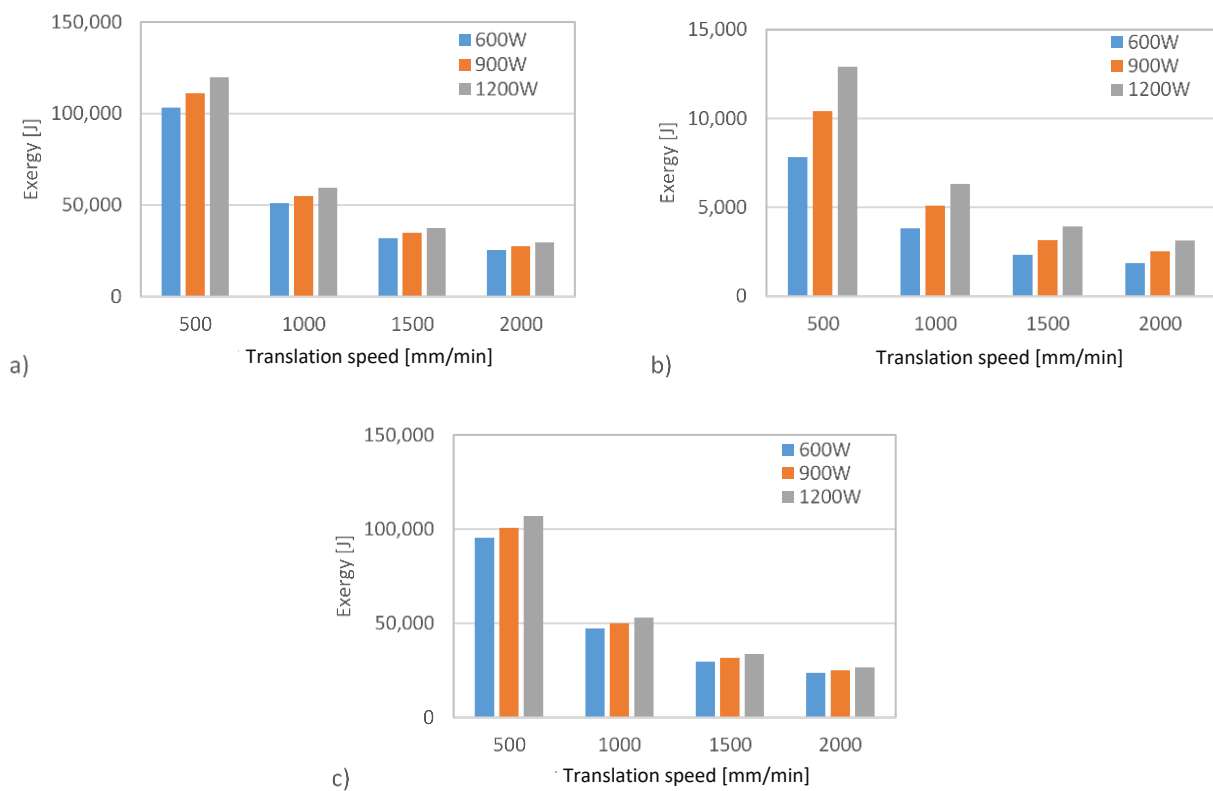 150,000
100,000
50,000
0
Exergy [J]
600W
900W
1200W
500 1000 1500 2000
Translation speed [mm/min]
a)
15,000
10,000
5,000
0
Exergy [J]
600W
900W
1200W
500 1000 1500 2000
Translation speed [mm/min]
b)
150,000
100,000
50,000
0
Exergy [J]
600W
900W
1200W
500 1000 1500 2000
Translation speed [mm/min]
c)